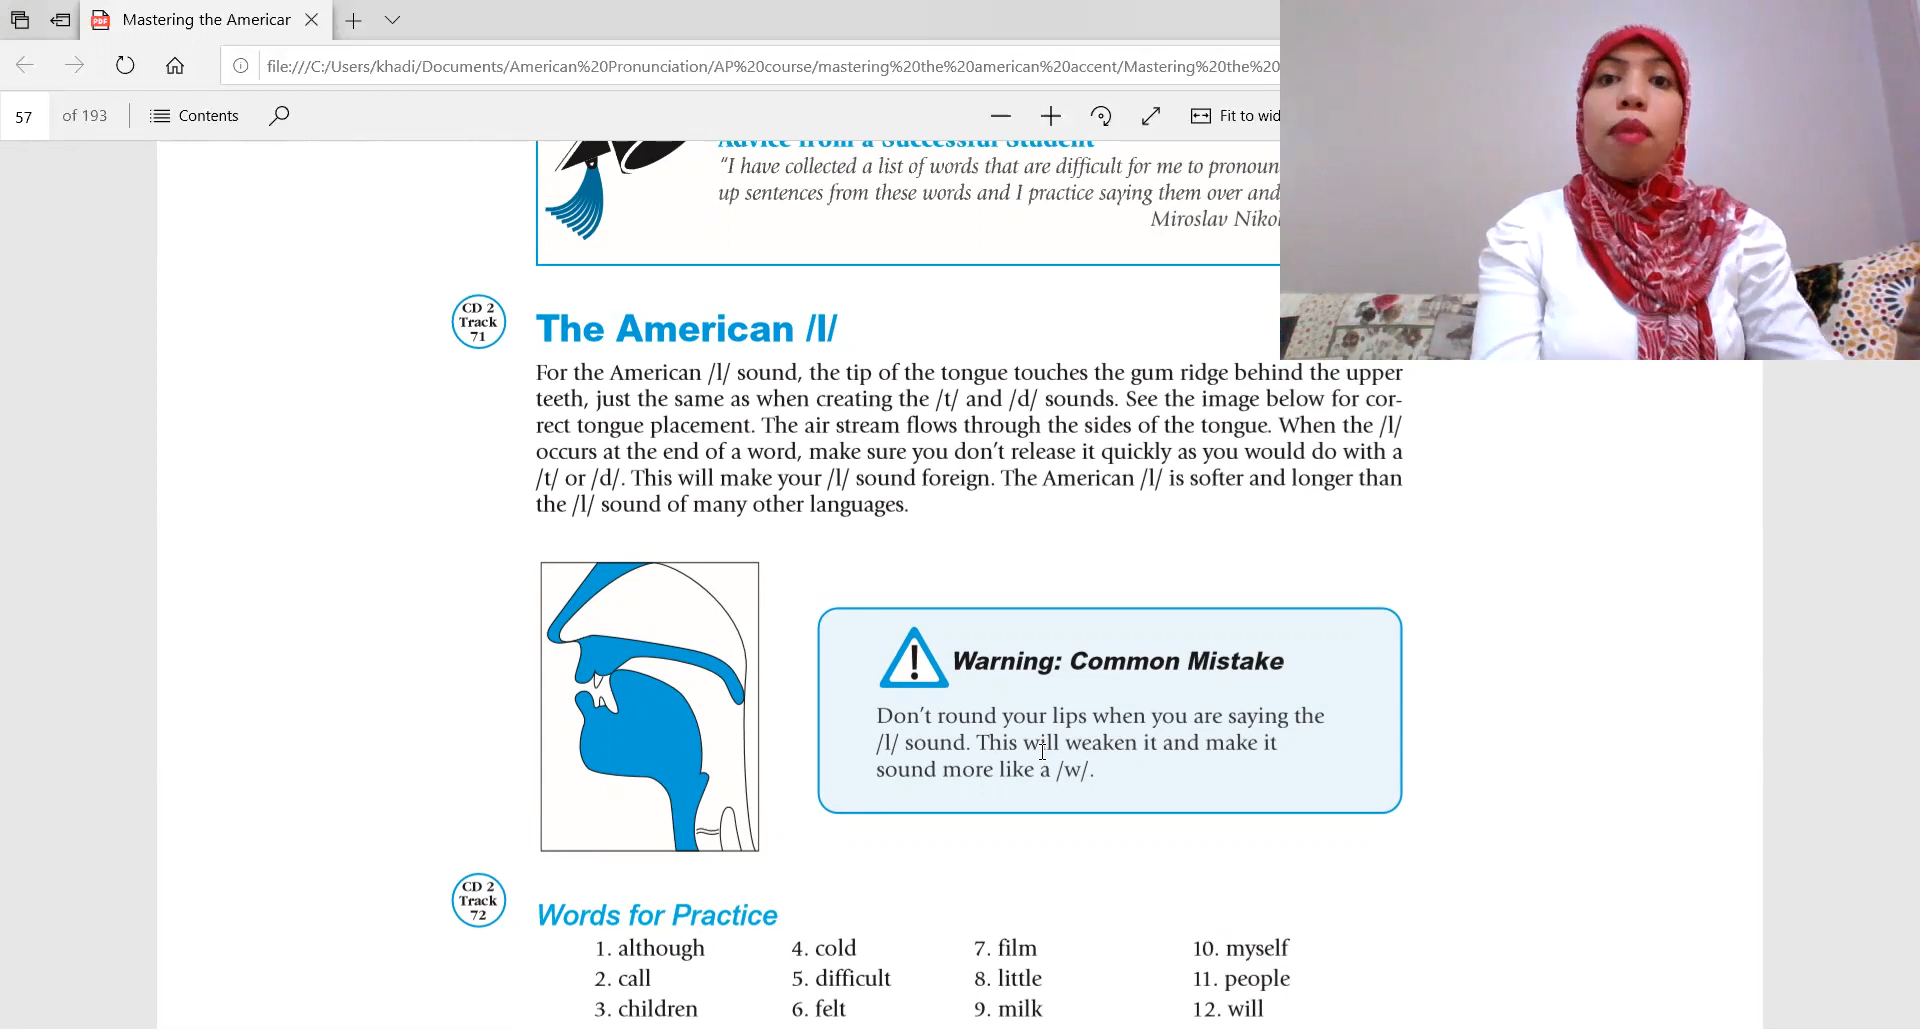 Mastering the American
file:///C:/Users/khadi/Documents/American%20Pronunciation/AP%20course/mastering%20the%20american%20accent/Mastering%20the%20
57 of 193 Contents Fit to wid
Advice from a Successful Student
“I have collected a list of words that are difficult for me to pronoun
up sentences from these words and I practice saying them over and
Miroslav Nikol
CD 2
Track
71
The American /l/
For the American /l/ sound, the tip of the tongue touches the gum ridge behind the upper
teeth, just the same as when creating the /t/ and /d/ sounds. See the image below for cor-
rect tongue placement. The air stream flows through the sides of the tongue. When the /l/
occurs at the end of a word, make sure you don’t release it quickly as you would do with a
/t/ or /d/. This will make your /l/ sound foreign. The American /l/ is softer and longer than
the /l/ sound of many other languages.
Warning: Common Mistake
Don’t round your lips when you are saying the
/l/ sound. This will weaken it and make it
sound more like a /w/.
CD 2
Track
72
Words for Practice
1. although 4. cold 7. film 10. myself
2. call 5. difficult 8. little 11. people
3. children 6. felt 9. milk 12. will